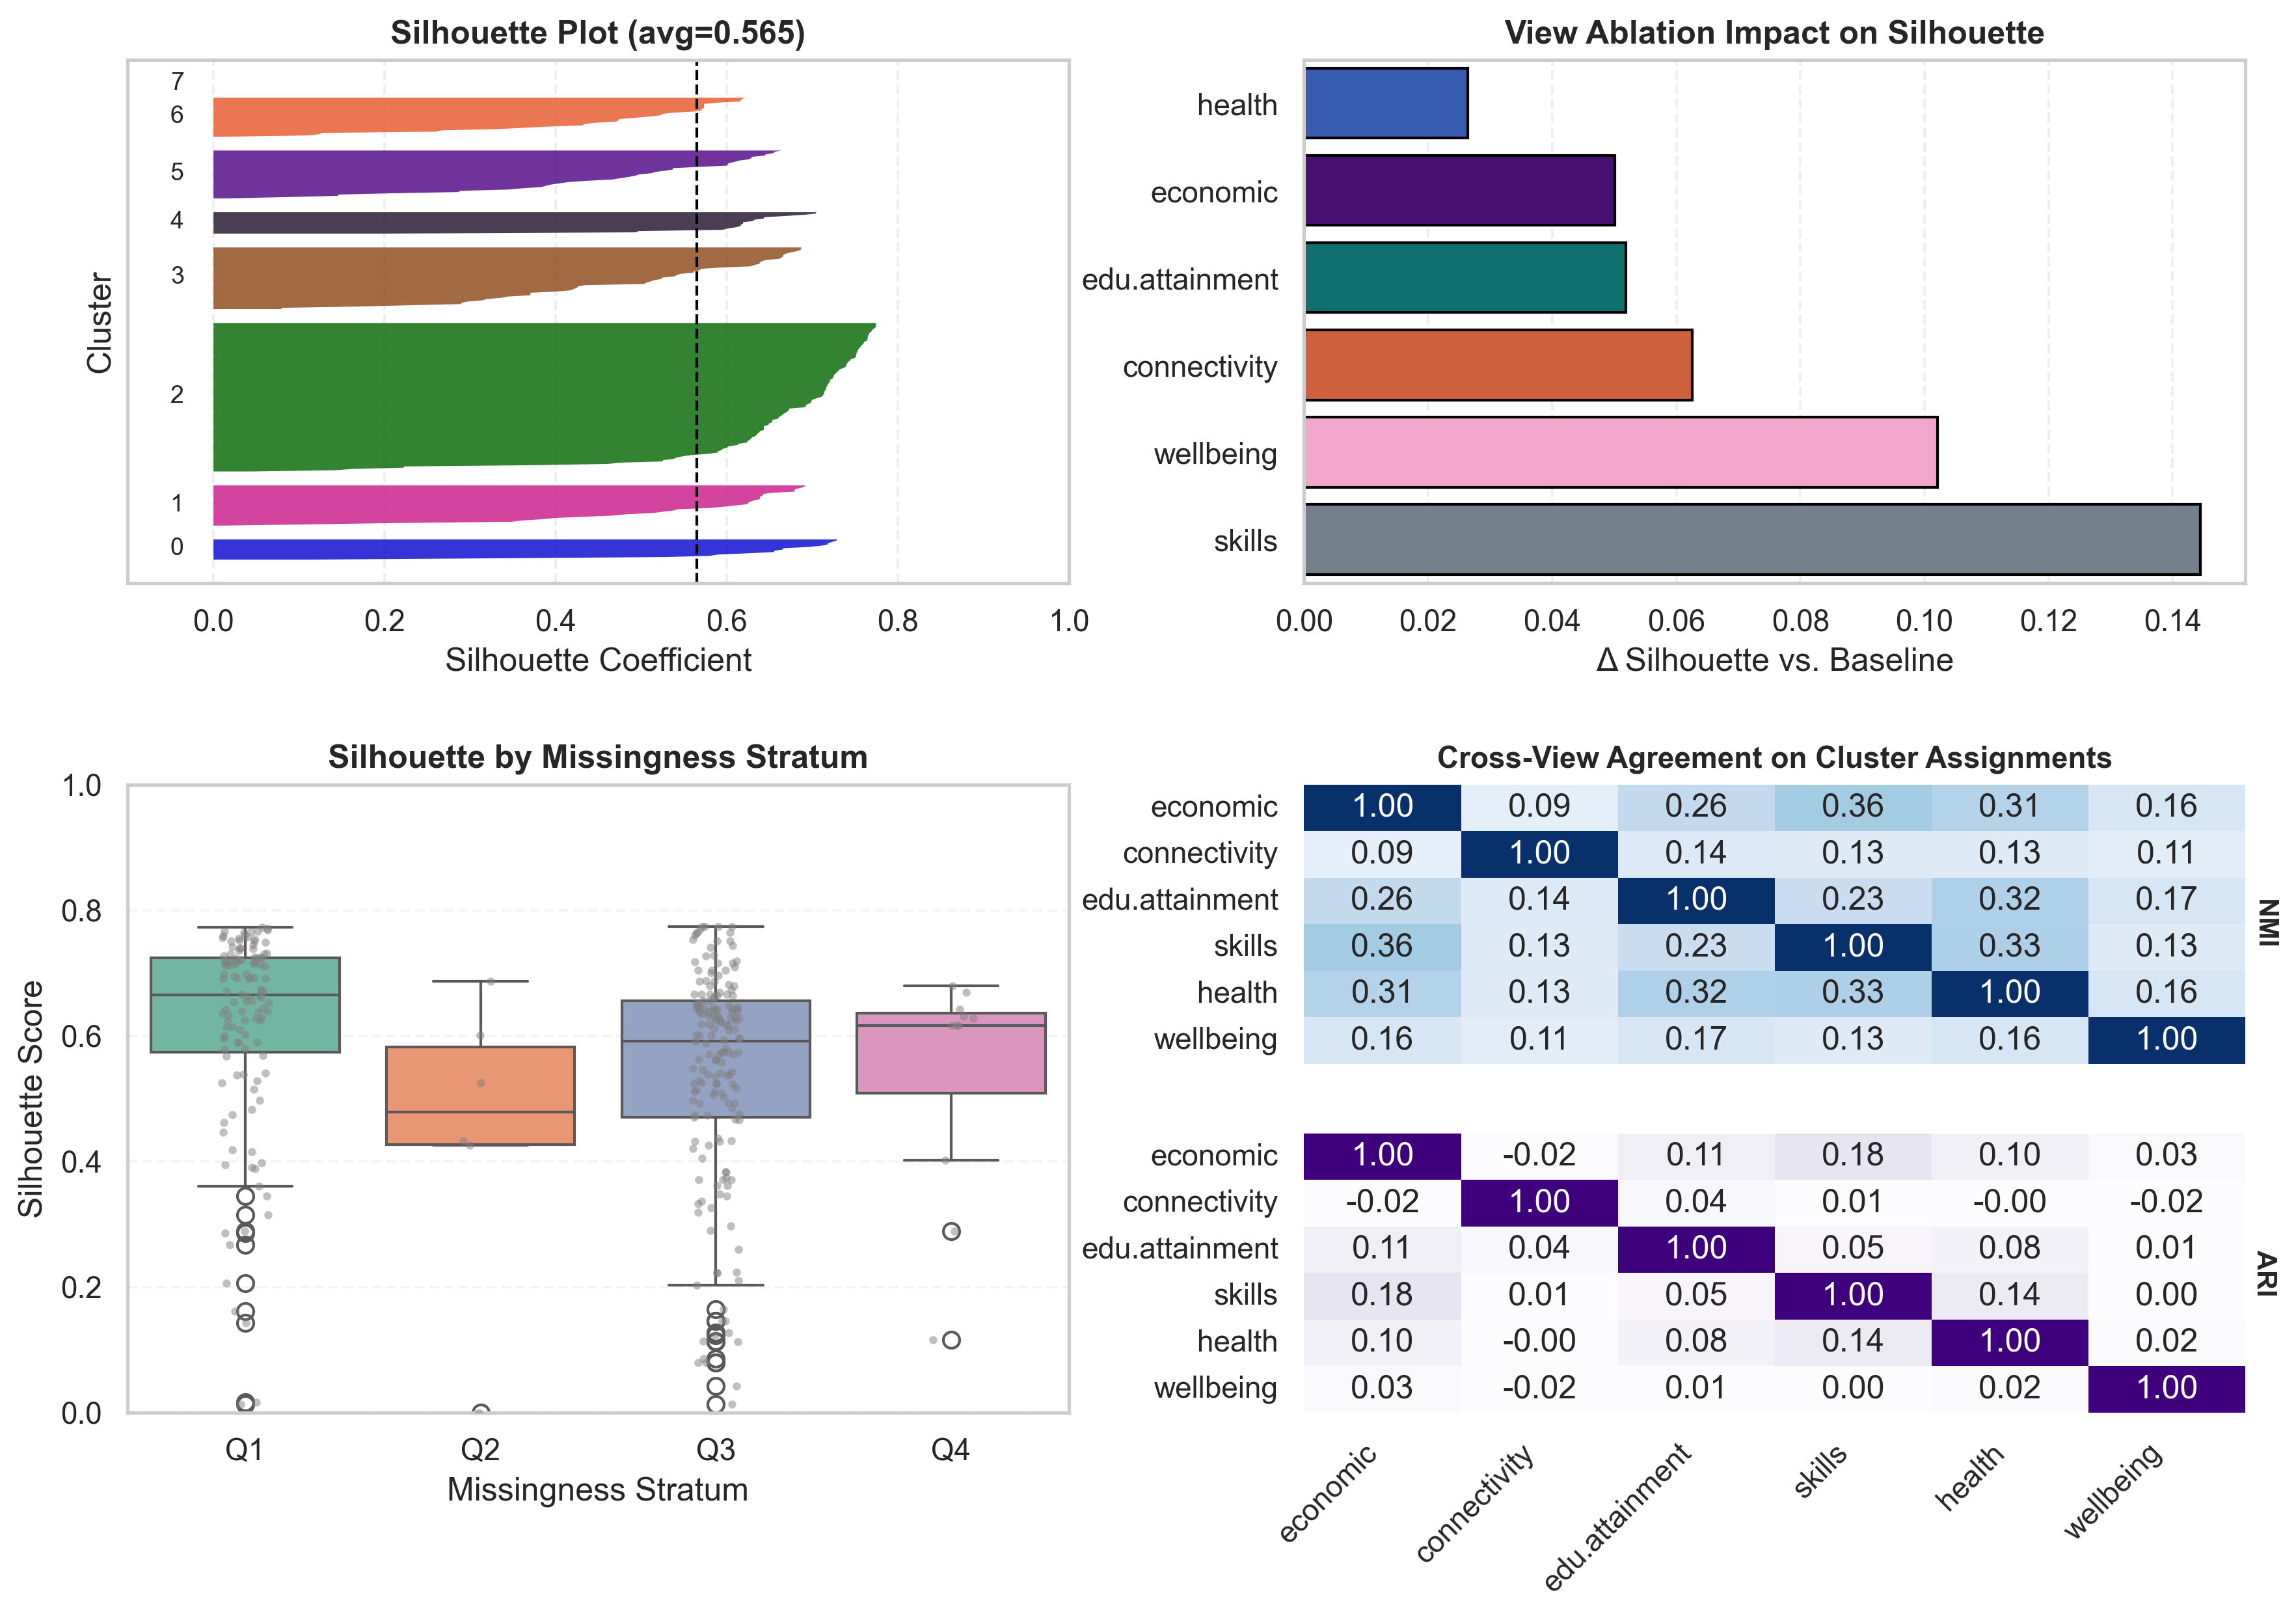 Silhouette Plot (avg=0.565)
7
6
5
4
3
2
1
0
Cluster
0.0 0.2 0.4 0.6 0.8 1.0
Silhouette Coefficient
View Ablation Impact on Silhouette
health
economic
edu.attainment
connectivity
wellbeing
skills
0.00 0.02 0.04 0.06 0.08 0.10 0.12 0.14
Δ Silhouette vs. Baseline
Silhouette by Missingness Stratum
1.0
0.8
0.6
0.4
0.2
0.0
Silhouette Score
Q1 Q2 Q3 Q4
Missingness Stratum
Cross-View Agreement on Cluster Assignments
economic 1.00 0.09 0.26 0.36 0.31 0.16
connectivity 0.09 1.00 0.14 0.13 0.13 0.11
edu.attainment 0.26 0.14 1.00 0.23 0.32 0.17
skills 0.36 0.13 0.23 1.00 0.33 0.13
health 0.31 0.13 0.32 0.33 1.00 0.16
wellbeing 0.16 0.11 0.17 0.13 0.16 1.00
NMI
economic 1.00 -0.02 0.11 0.18 0.10 0.03
connectivity -0.02 1.00 0.04 0.01 -0.00 -0.02
edu.attainment 0.11 0.04 1.00 0.05 0.08 0.01
skills 0.18 0.01 0.05 1.00 0.14 0.00
health 0.10 -0.00 0.08 0.14 1.00 0.02
wellbeing 0.03 -0.02 0.01 0.00 0.02 1.00
ARI
economic connectivity edu.attainment skills health wellbeing